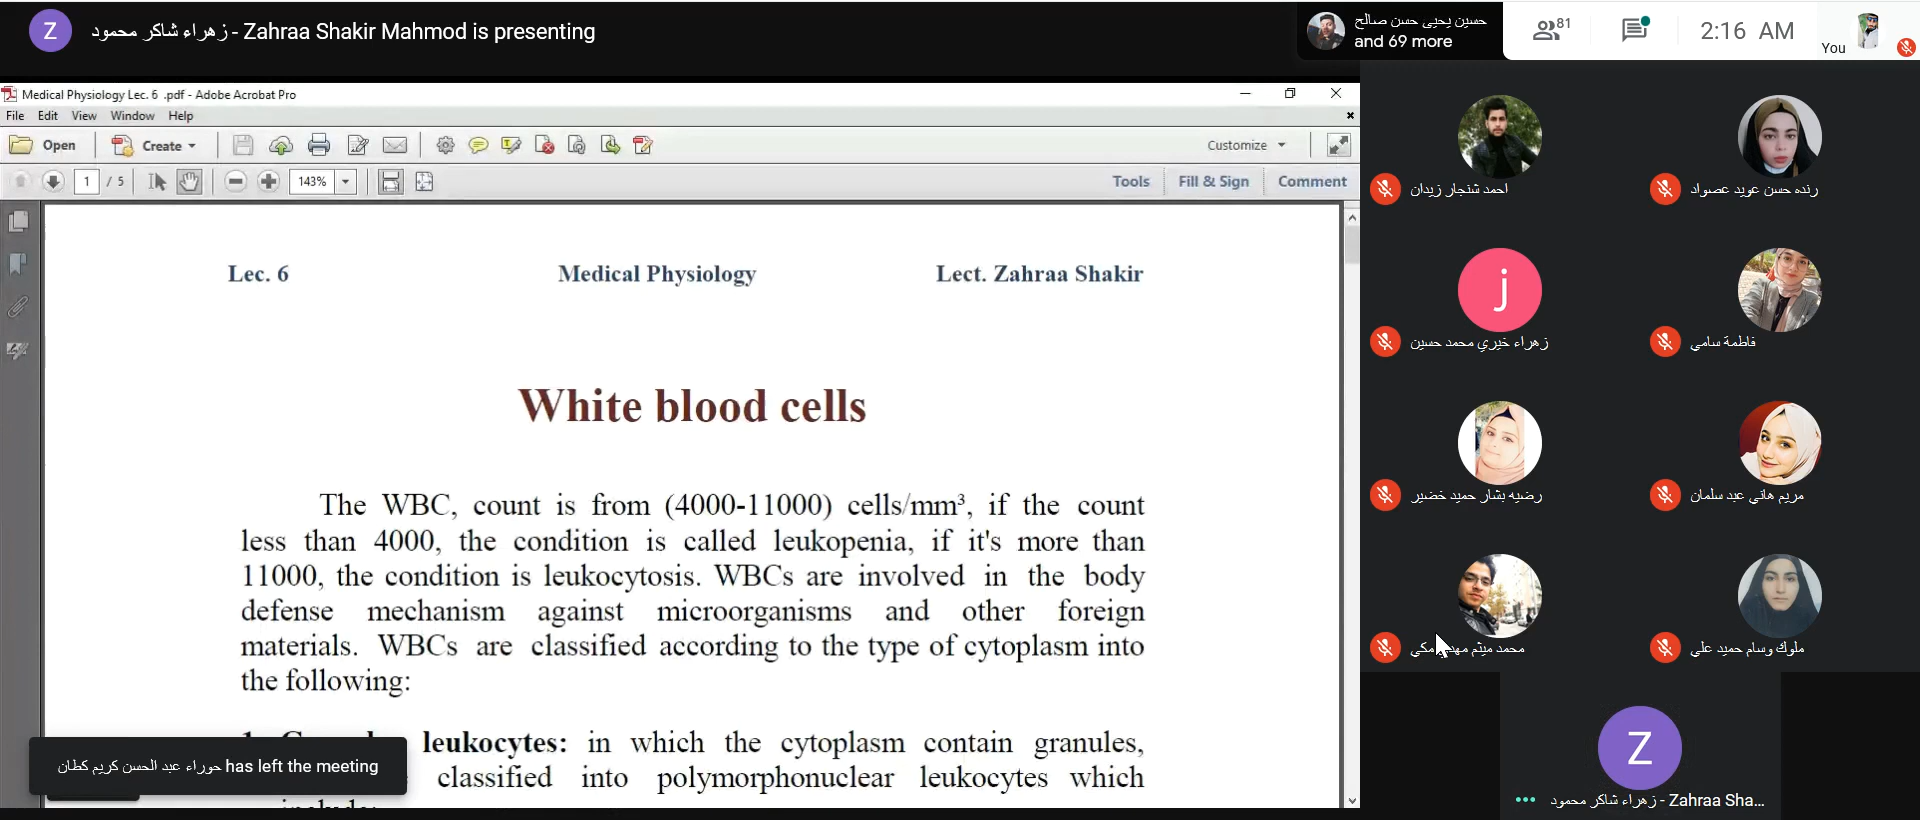 Z
زهراء شاكر محمود - Zahraa Shakir Mahmod is presenting
حسين يحيى حسن صالح
and 69 more
81
2:16 AM
You
Medical Physiology Lec. 6 .pdf - Adobe Acrobat Pro
File Edit View Window Help
Open Create Customize
1 / 5 143% Tools Fill & Sign Comment
Lec. 6 Medical Physiology Lect. Zahraa Shakir
White blood cells
The WBC, count is from (4000-11000) cells/mm³, if the count
less than 4000, the condition is called leukopenia, if it's more than
11000, the condition is leukocytosis. WBCs are involved in the body
defense mechanism against microorganisms and other foreign
materials. WBCs are classified according to the type of cytoplasm into
the following:
leukocytes: in which the cytoplasm contain granules,
classified into polymorphonuclear leukocytes which
حوراء عبد الحسن كريم كطان has left the meeting
احمد شنجار زيدان
رنده حسن عويد عصواد
j
زهراء خيري محمد حسين
فاطمة سامي
رضيه بشار حميد خضير
مريم هاني عبد سلمان
محمد ميثم مكي
ملوك وسام حميد علي
Z
زهراء شاكر محمود - Zahraa Sha...